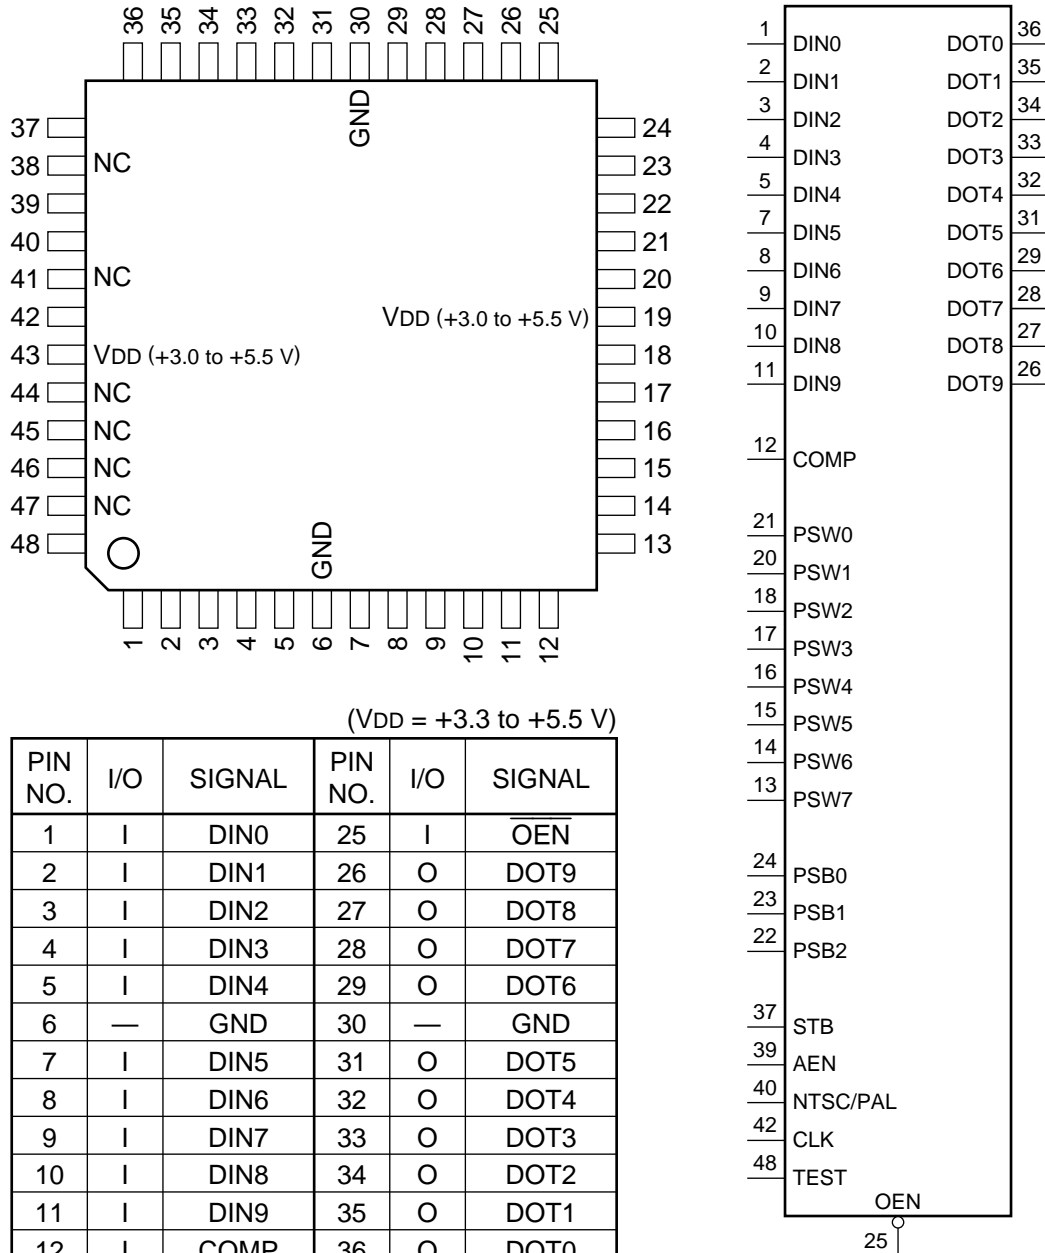 36 35 34 33 32 31 30 29 28 27 26 25
GND
37
38 NC
39
40
41 NC
42
43 VDD (+3.0 to +5.5 V)
44 NC
45 NC
46 NC
47 NC
48
24
23
22
21
20
VDD (+3.0 to +5.5 V) 19
18
17
16
15
14
13
GND
1 2 3 4 5 6 7 8 9 10 11 12
(VDD = +3.3 to +5.5 V)
PIN NO. I/O SIGNAL PIN NO. I/O SIGNAL
1 I DIN0 25 I OEN
2 I DIN1 26 O DOT9
3 I DIN2 27 O DOT8
4 I DIN3 28 O DOT7
5 I DIN4 29 O DOT6
6 — GND 30 — GND
7 I DIN5 31 O DOT5
8 I DIN6 32 O DOT4
9 I DIN7 33 O DOT3
10 I DIN8 34 O DOT2
11 I DIN9 35 O DOT1
12 I COMP 36 O DOT0
1 DIN0 DOT0 36
2 DIN1 DOT1 35
3 DIN2 DOT2 34
4 DIN3 DOT3 33
5 DIN4 DOT4 32
7 DIN5 DOT5 31
8 DIN6 DOT6 29
9 DIN7 DOT7 28
10 DIN8 DOT8 27
11 DIN9 DOT9 26
12 COMP
21 PSW0
20 PSW1
18 PSW2
17 PSW3
16 PSW4
15 PSW5
14 PSW6
13 PSW7
24 PSB0
23 PSB1
22 PSB2
37 STB
39 AEN
40 NTSC/PAL
42 CLK
48 TEST
OEN
25